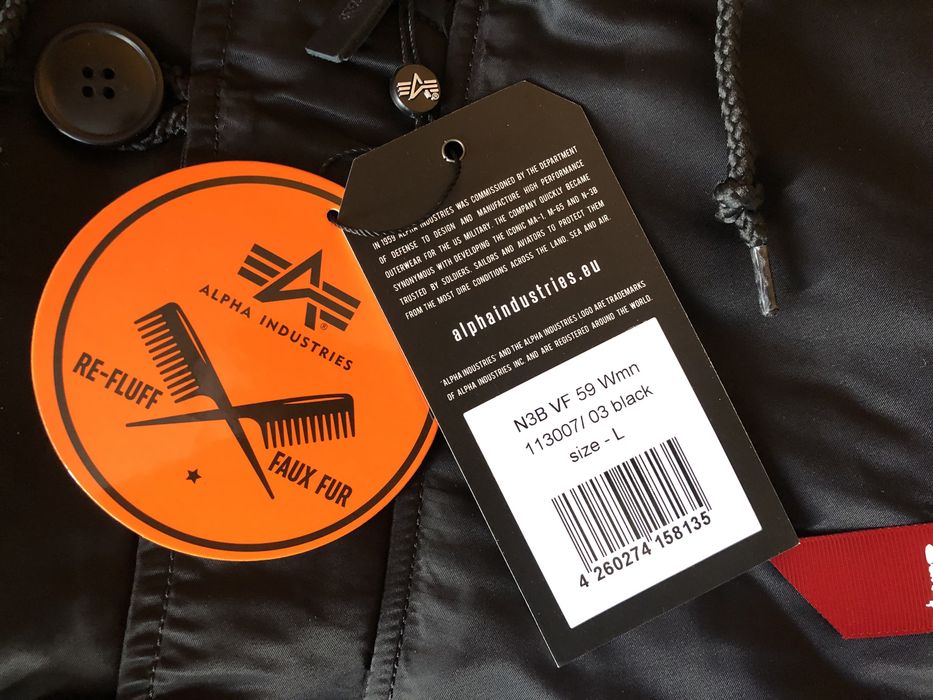 ALPHA INDUSTRIES
RE-FLUFF
FAUX FUR
IN 1959 ALPHA INDUSTRIES WAS COMMISSIONED BY THE DEPARTMENT
OF DEFENSE TO DESIGN AND MANUFACTURE HIGH PERFORMANCE
OUTERWEAR FOR THE US MILITARY. THE COMPANY QUICKLY BECAME
SYNONYMOUS WITH DEVELOPING THE ICONIC MA-1, M-65 AND N-3B
TRUSTED BY SOLDIERS, SAILORS AND AVIATORS TO PROTECT THEM
FROM THE MOST DIRE CONDITIONS ACROSS THE LAND, SEA AND AIR.
alphaindustries.eu
'ALPHA INDUSTRIES' AND THE ALPHA INDUSTRIES LOGO ARE TRADEMARKS
OF ALPHA INDUSTRIES INC AND ARE REGISTERED AROUND THE WORLD.
N3B VF 59 Wmn
113007/ 03 black
size - L
4 260274 158135